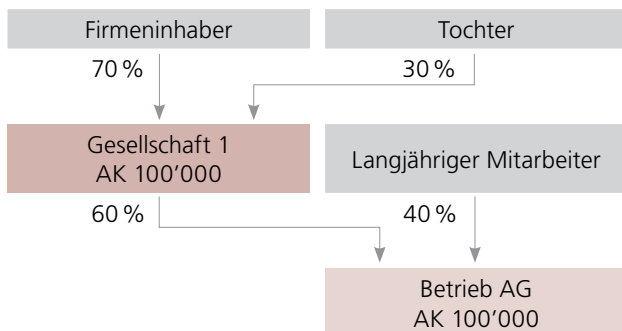 Firmeninhaber
Tochter
70 %
30 %
Gesellschaft 1
AK 100’000
Langjähriger Mitarbeiter
60 %
40 %
Betrieb AG
AK 100’000